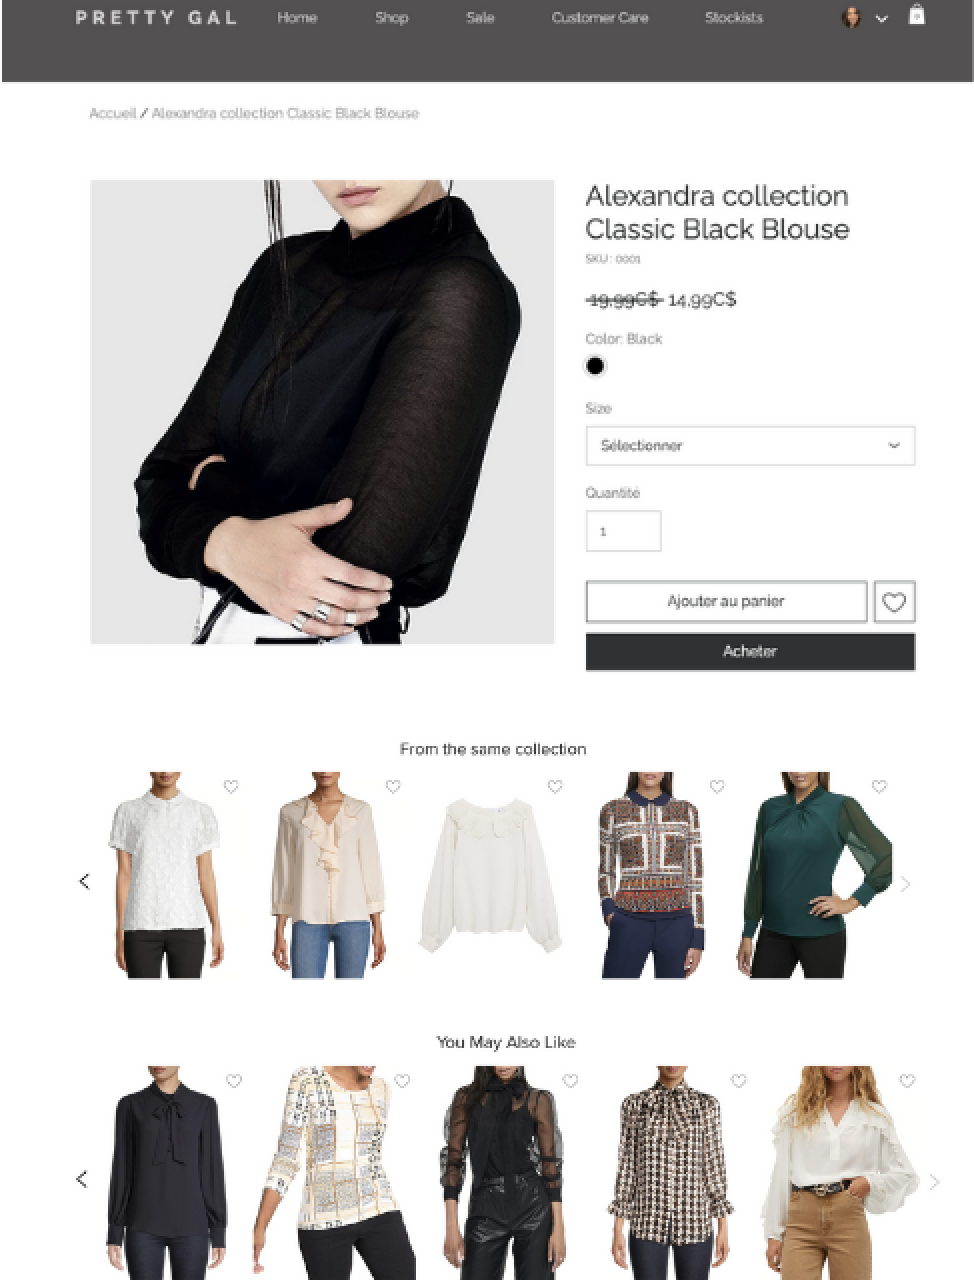 PRETTY GAL Home Shop Sale Customer Care Stockists
Accueil / Alexandra collection Classic Black Blouse
Alexandra collection
Classic Black Blouse
SKU : 0001
19,99C$ 14,99C$
Color: Black
Size
Sélectionner
Quantité
1
Ajouter au panier
Acheter
From the same collection
You May Also Like